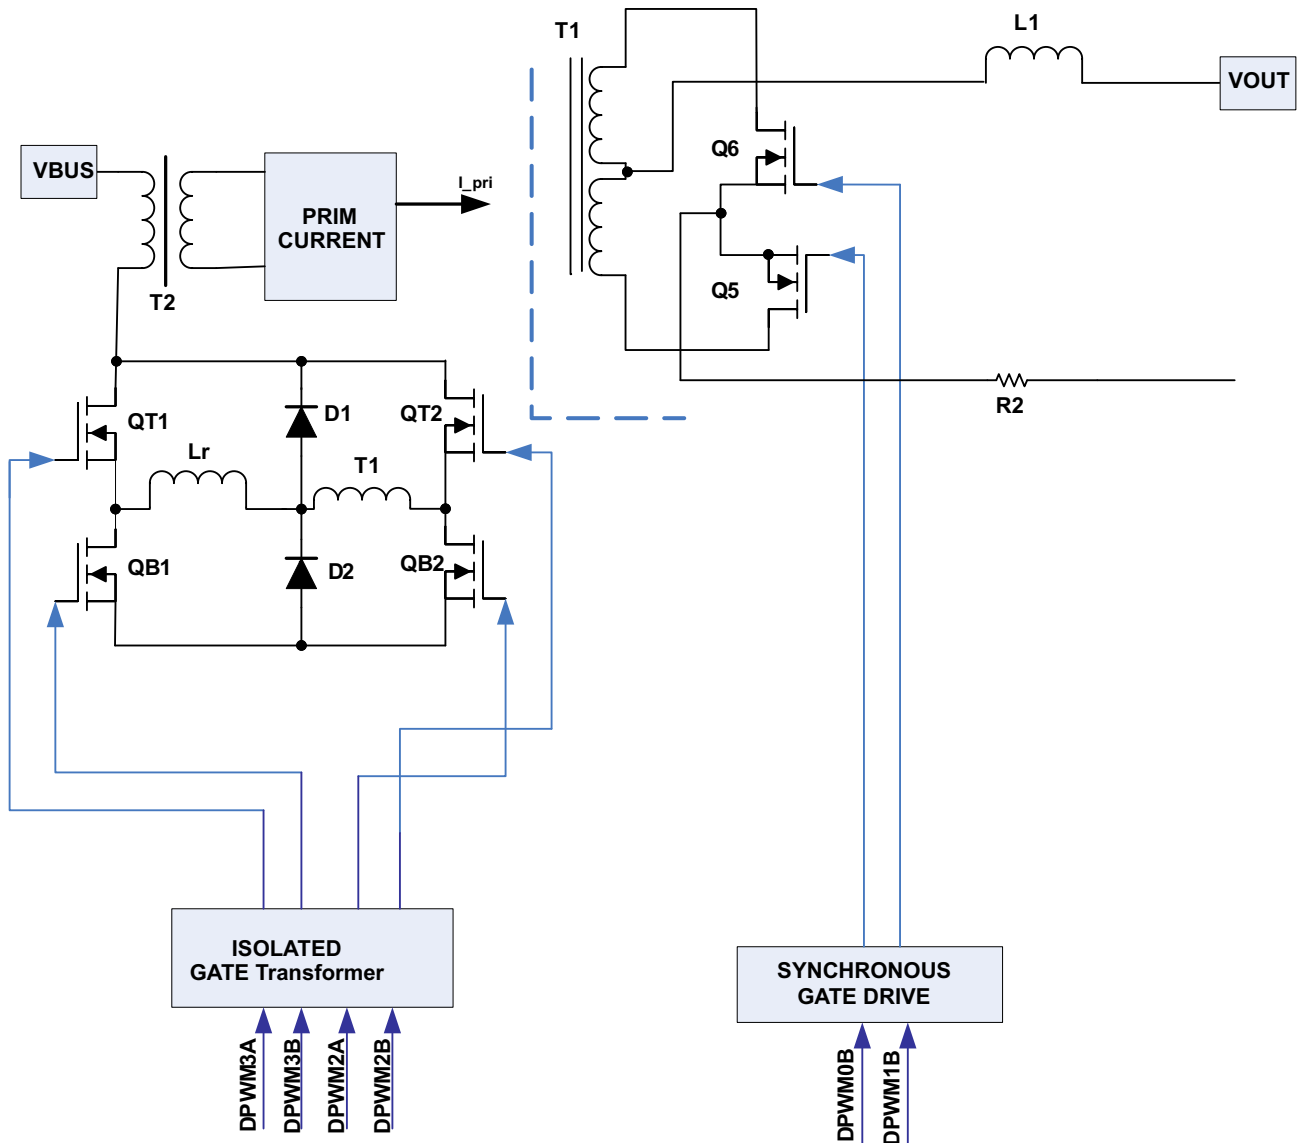 T1
L1
VOUT
Q6
VBUS
I_pri
PRIM
CURRENT
T2
Q5
R2
QT1
D1
QT2
Lr
T1
QB1
D2
QB2
ISOLATED
GATE Transformer
SYNCHRONOUS
GATE DRIVE
DPWM3A
DPWM3B
DPWM2A
DPWM2B
DPWM0B
DPWM1B